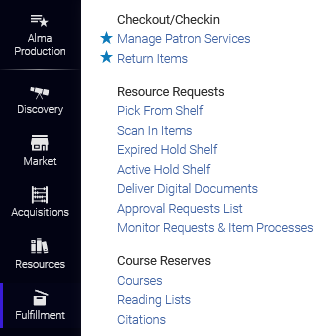 Alma
Production
Discovery
Market
Acquisitions
Resources
Fulfillment
Checkout/Checkin
Manage Patron Services
Return Items
Resource Requests
Pick From Shelf
Scan In Items
Expired Hold Shelf
Active Hold Shelf
Deliver Digital Documents
Approval Requests List
Monitor Requests & Item Processes
Course Reserves
Courses
Reading Lists
Citations